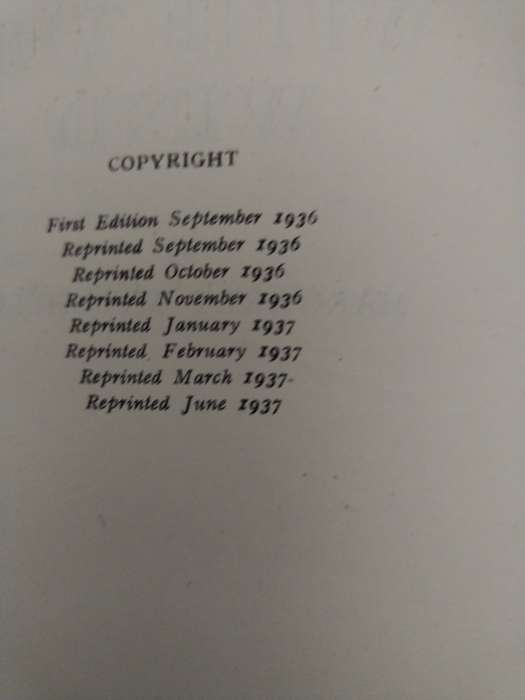 COPYRIGHT
First Edition September 1936
Reprinted September 1936
Reprinted October 1936
Reprinted November 1936
Reprinted January 1937
Reprinted February 1937
Reprinted March 1937
Reprinted June 1937